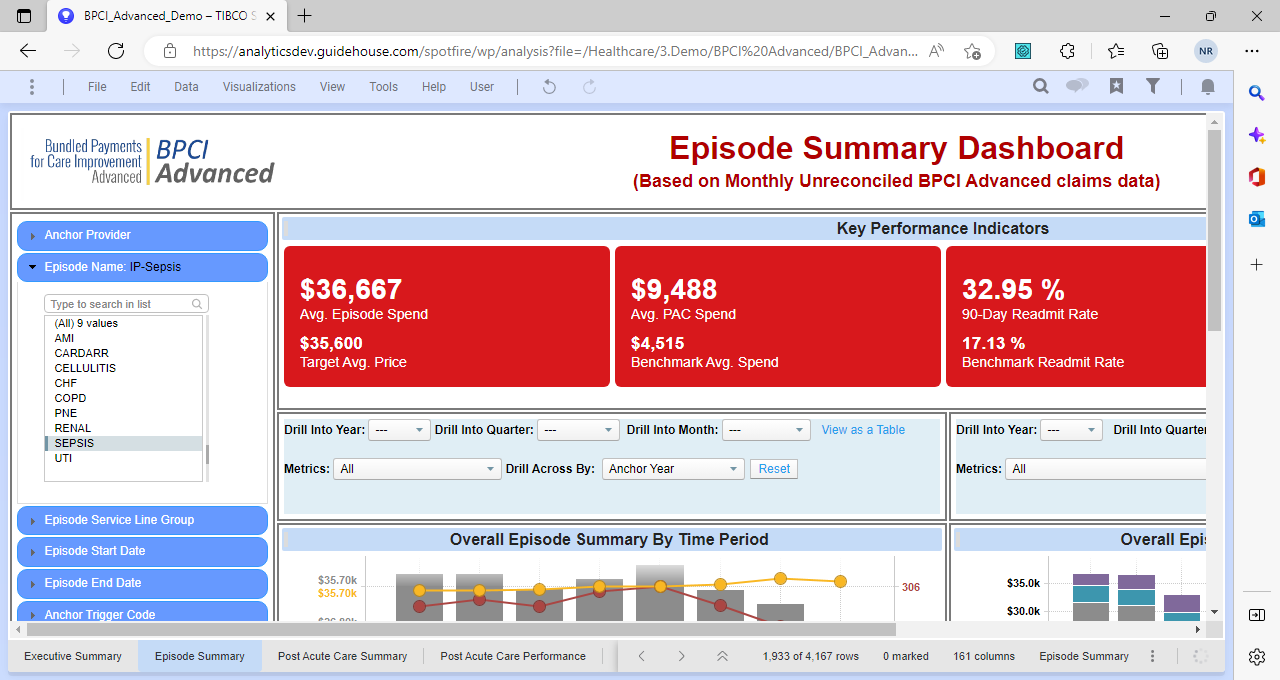 BPCI_Advanced_Demo – TIBCO S
https://analyticsdev.guidehouse.com/spotfire/wp/analysis?file=/Healthcare/3.Demo/BPCI%20Advanced/BPCI_Advan...
NR
File Edit Data Visualizations View Tools Help User
Bundled Payments
for Care Improvement
Advanced
BPCI
Advanced
Episode Summary Dashboard
(Based on Monthly Unreconciled BPCI Advanced claims data)
Anchor Provider
Episode Name: IP-Sepsis
Type to search in list
(All) 9 values
AMI
CARDARR
CELLULITIS
CHF
COPD
PNE
RENAL
SEPSIS
UTI
Episode Service Line Group
Episode Start Date
Episode End Date
Anchor Trigger Code
Key Performance Indicators
$36,667
Avg. Episode Spend
$35,600
Target Avg. Price
$9,488
Avg. PAC Spend
$4,515
Benchmark Avg. Spend
32.95 %
90-Day Readmit Rate
17.13 %
Benchmark Readmit Rate
Drill Into Year: --- Drill Into Quarter: --- Drill Into Month: --- View as a Table
Metrics: All Drill Across By: Anchor Year Reset
Drill Into Year: --- Drill Into Quarter
Metrics: All
Overall Episode Summary By Time Period
$35.70k
$35.70k
306
Overall Epis
$35.0k
$30.0k
Executive Summary Episode Summary Post Acute Care Summary Post Acute Care Performance 1,933 of 4,167 rows 0 marked 161 columns Episode Summary